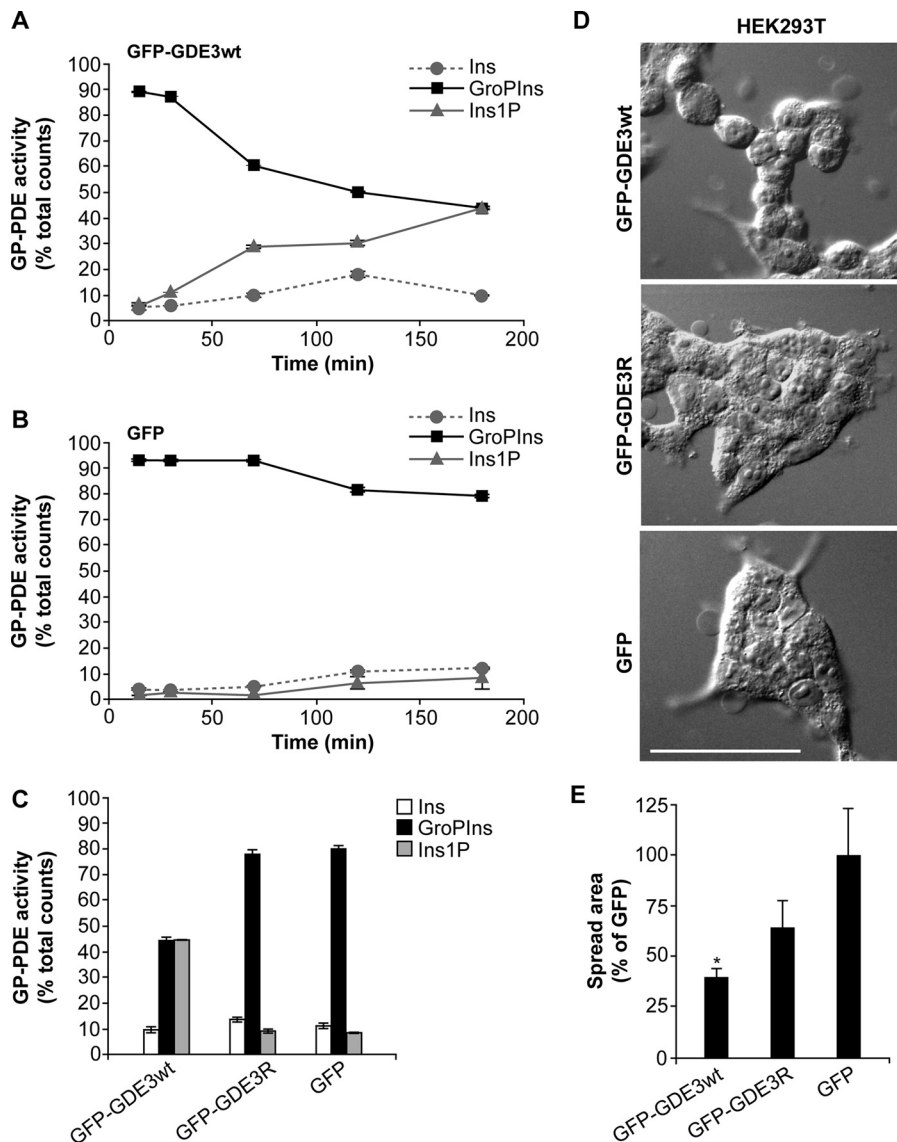 A
GFP-GDE3wt
Ins
GroPIns
Ins1P
GP-PDE activity
(% total counts)
100
90
80
70
60
50
40
30
20
10
0
0
50
100
150
200
Time (min)
B
GFP
Ins
GroPIns
Ins1P
GP-PDE activity
(% total counts)
100
90
80
70
60
50
40
30
20
10
0
0
50
100
150
200
Time (min)
C
Ins
GroPIns
Ins1P
GP-PDE activity
(% total counts)
100
90
80
70
60
50
40
30
20
10
0
GFP-GDE3wt
GFP-GDE3R
GFP
D
HEK293T
GFP-GDE3wt
GFP-GDE3R
GFP
E
Spread area
(% of GFP)
125
100
75
50
25
0
*
GFP-GDE3wt
GFP-GDE3R
GFP